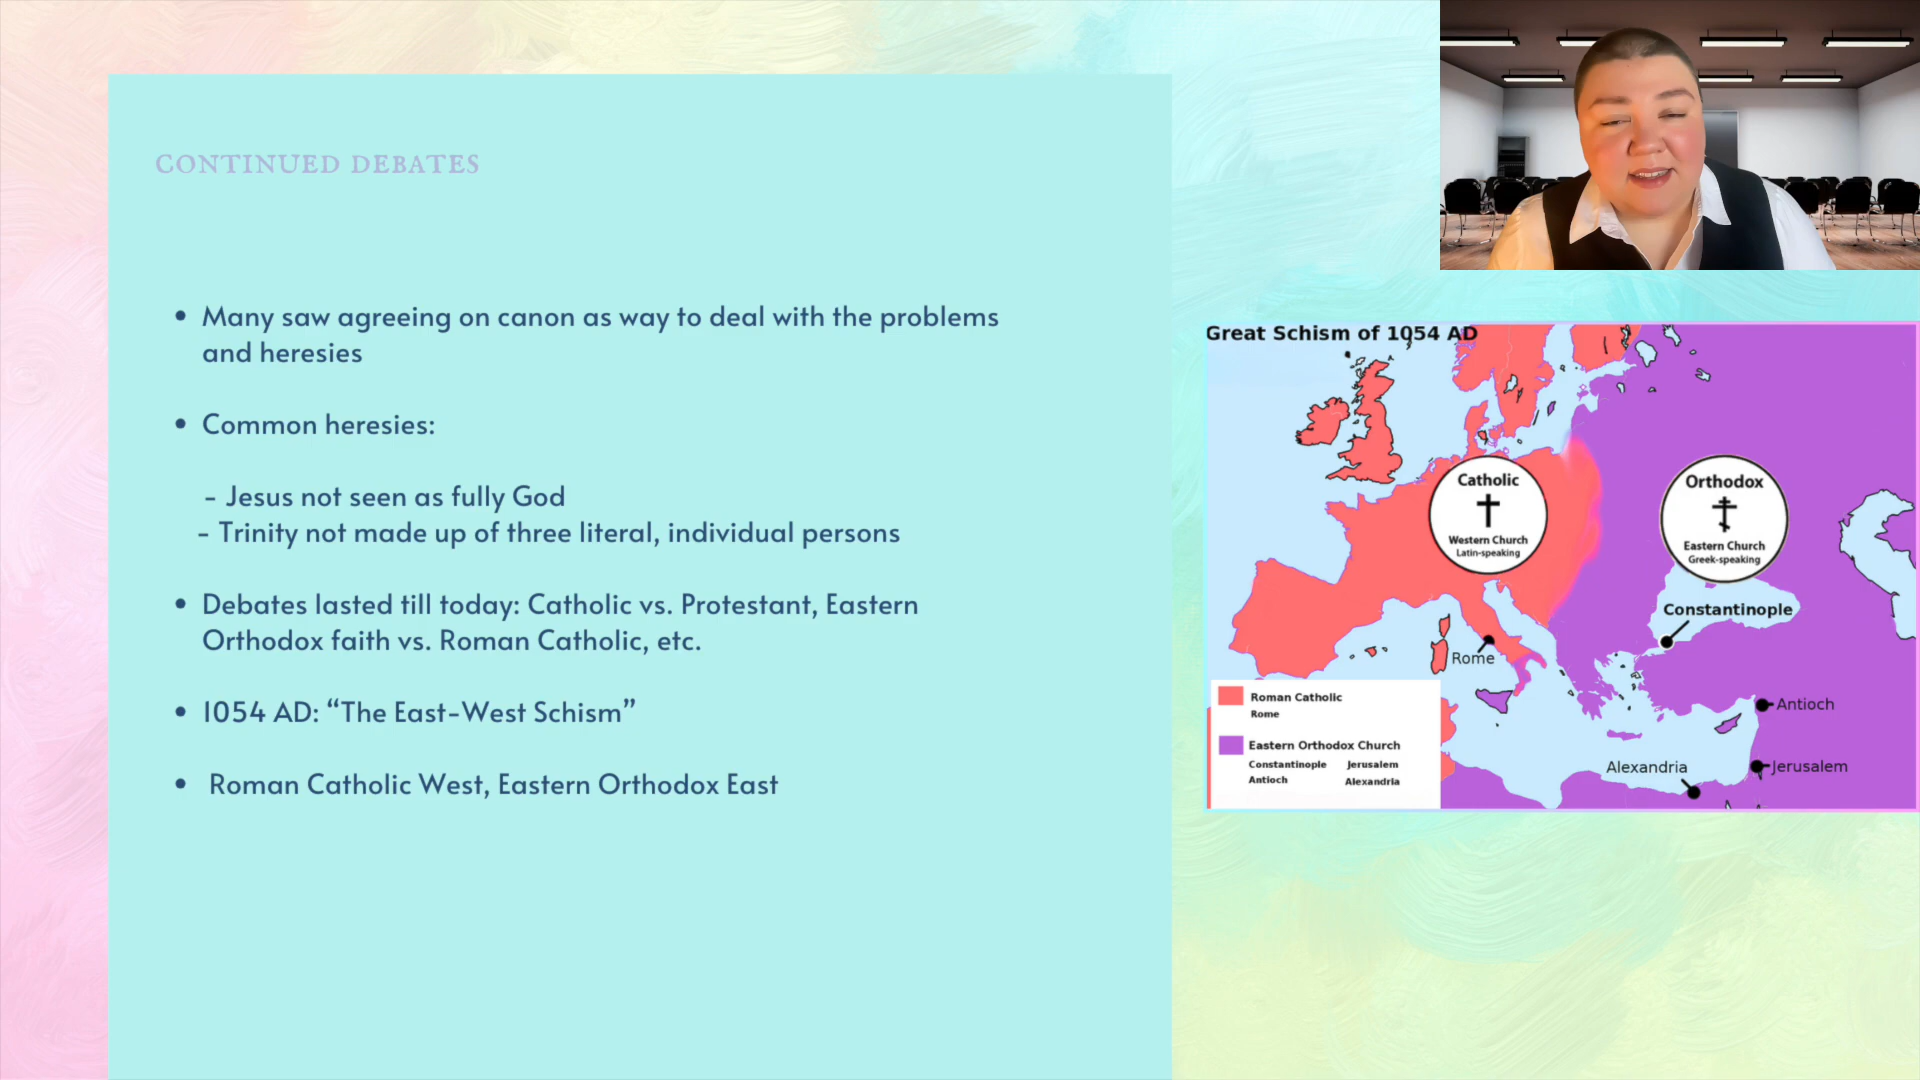 CONTINUED DEBATES
• Many saw agreeing on canon as way to deal with the problems
and heresies
• Common heresies:
- Jesus not seen as fully God
- Trinity not made up of three literal, individual persons
• Debates lasted till today: Catholic vs. Protestant, Eastern
Orthodox faith vs. Roman Catholic, etc.
• 1054 AD: “The East-West Schism”
• Roman Catholic West, Eastern Orthodox East
Great Schism of 1054 AD
Catholic
Western Church
Latin-speaking
Orthodox
Eastern Church
Greek-speaking
Constantinople
Rome
Antioch
Alexandria
Jerusalem
Roman Catholic
Rome
Eastern Orthodox Church
Constantinople Jerusalem
Antioch Alexandria